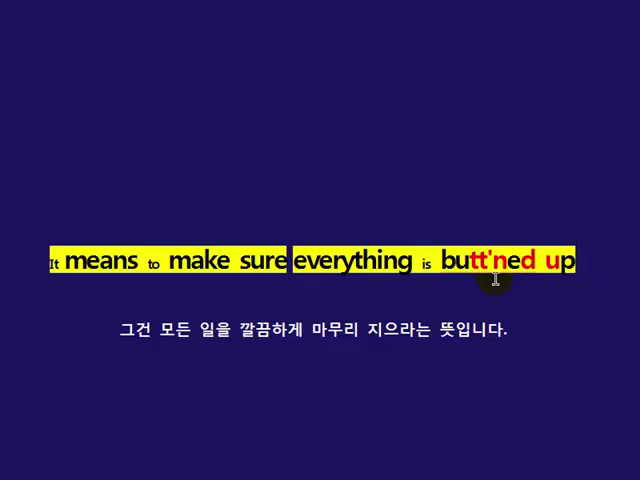 It means to make sure everything is butt'ned up
그건 모든 일을 깔끔하게 마무리 지으라는 뜻입니다.